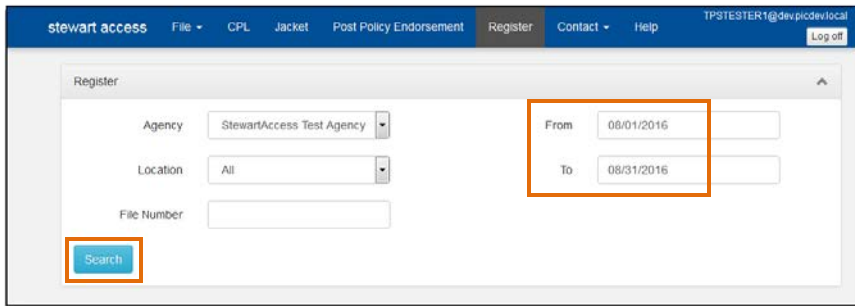 TPSTESTER1@dev.picdev.local
stewart access File CPL Jacket Post Policy Endorsement Register Contact Help
Log off
Register
Agency StewartAccess Test Agency From 08/01/2016
Location All To 08/31/2016
File Number
Search